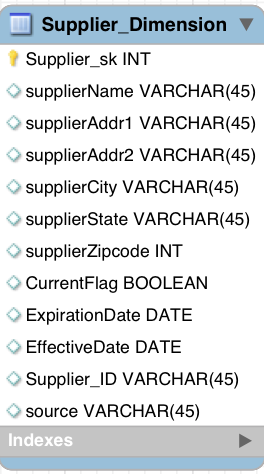 Supplier_Dimension
Supplier_sk INT
supplierName VARCHAR(45)
supplierAddr1 VARCHAR(45)
supplierAddr2 VARCHAR(45)
supplierCity VARCHAR(45)
supplierState VARCHAR(45)
supplierZipcode INT
CurrentFlag BOOLEAN
ExpirationDate DATE
EffectiveDate DATE
Supplier_ID VARCHAR(45)
source VARCHAR(45)
Indexes